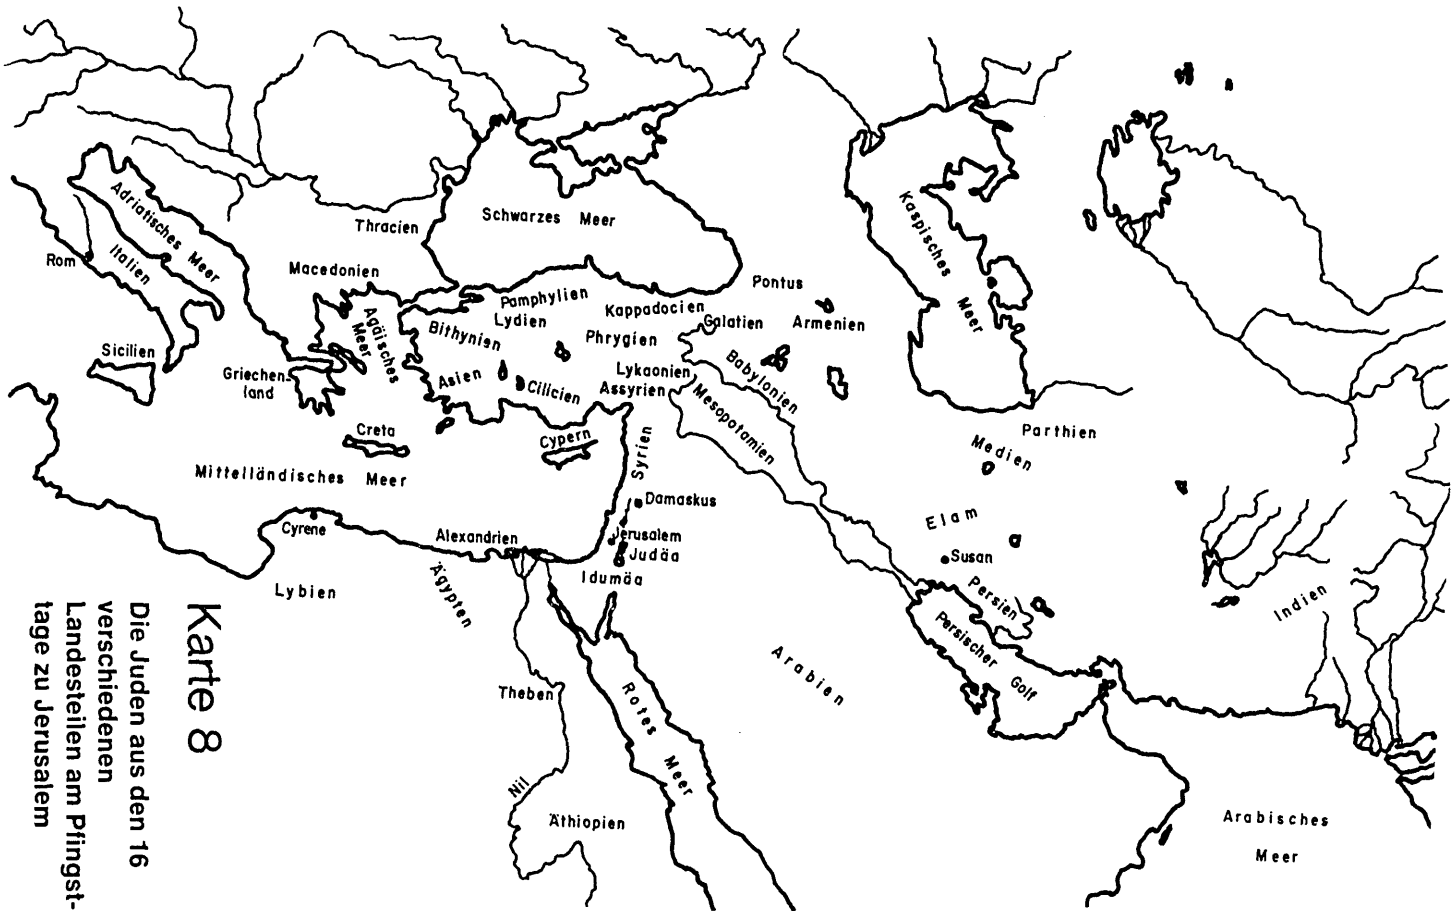 Karte 8
Die Juden aus den 16
verschiedenen
Landesteilen am Pfingst-
tage zu Jerusalem
Adriatisches Meer
Italien
Rom
Sicilien
Thracien
Macedonien
Griechen-
land
Ägäisches
Meer
Creta
Schwarzes Meer
Pamphylien
Lydien
Bithynien
Asien
Cilicien
Kappadocien
Phrygien
Lykaonien
Assyrien
Pontus
Galatien
Armenien
Babylonien
Mesopotamien
Kaspisches Meer
Parthien
Medien
Elam
Susan
Persien
Persischer
Golf
Indien
Cypern
Syrien
Damaskus
Jerusalem
Judäa
Idumäa
Mittelländisches Meer
Cyrene
Alexandrien
Lybien
Ägypten
Theben
Nil
Äthiopien
Rotes Meer
Arabien
Arabisches
Meer